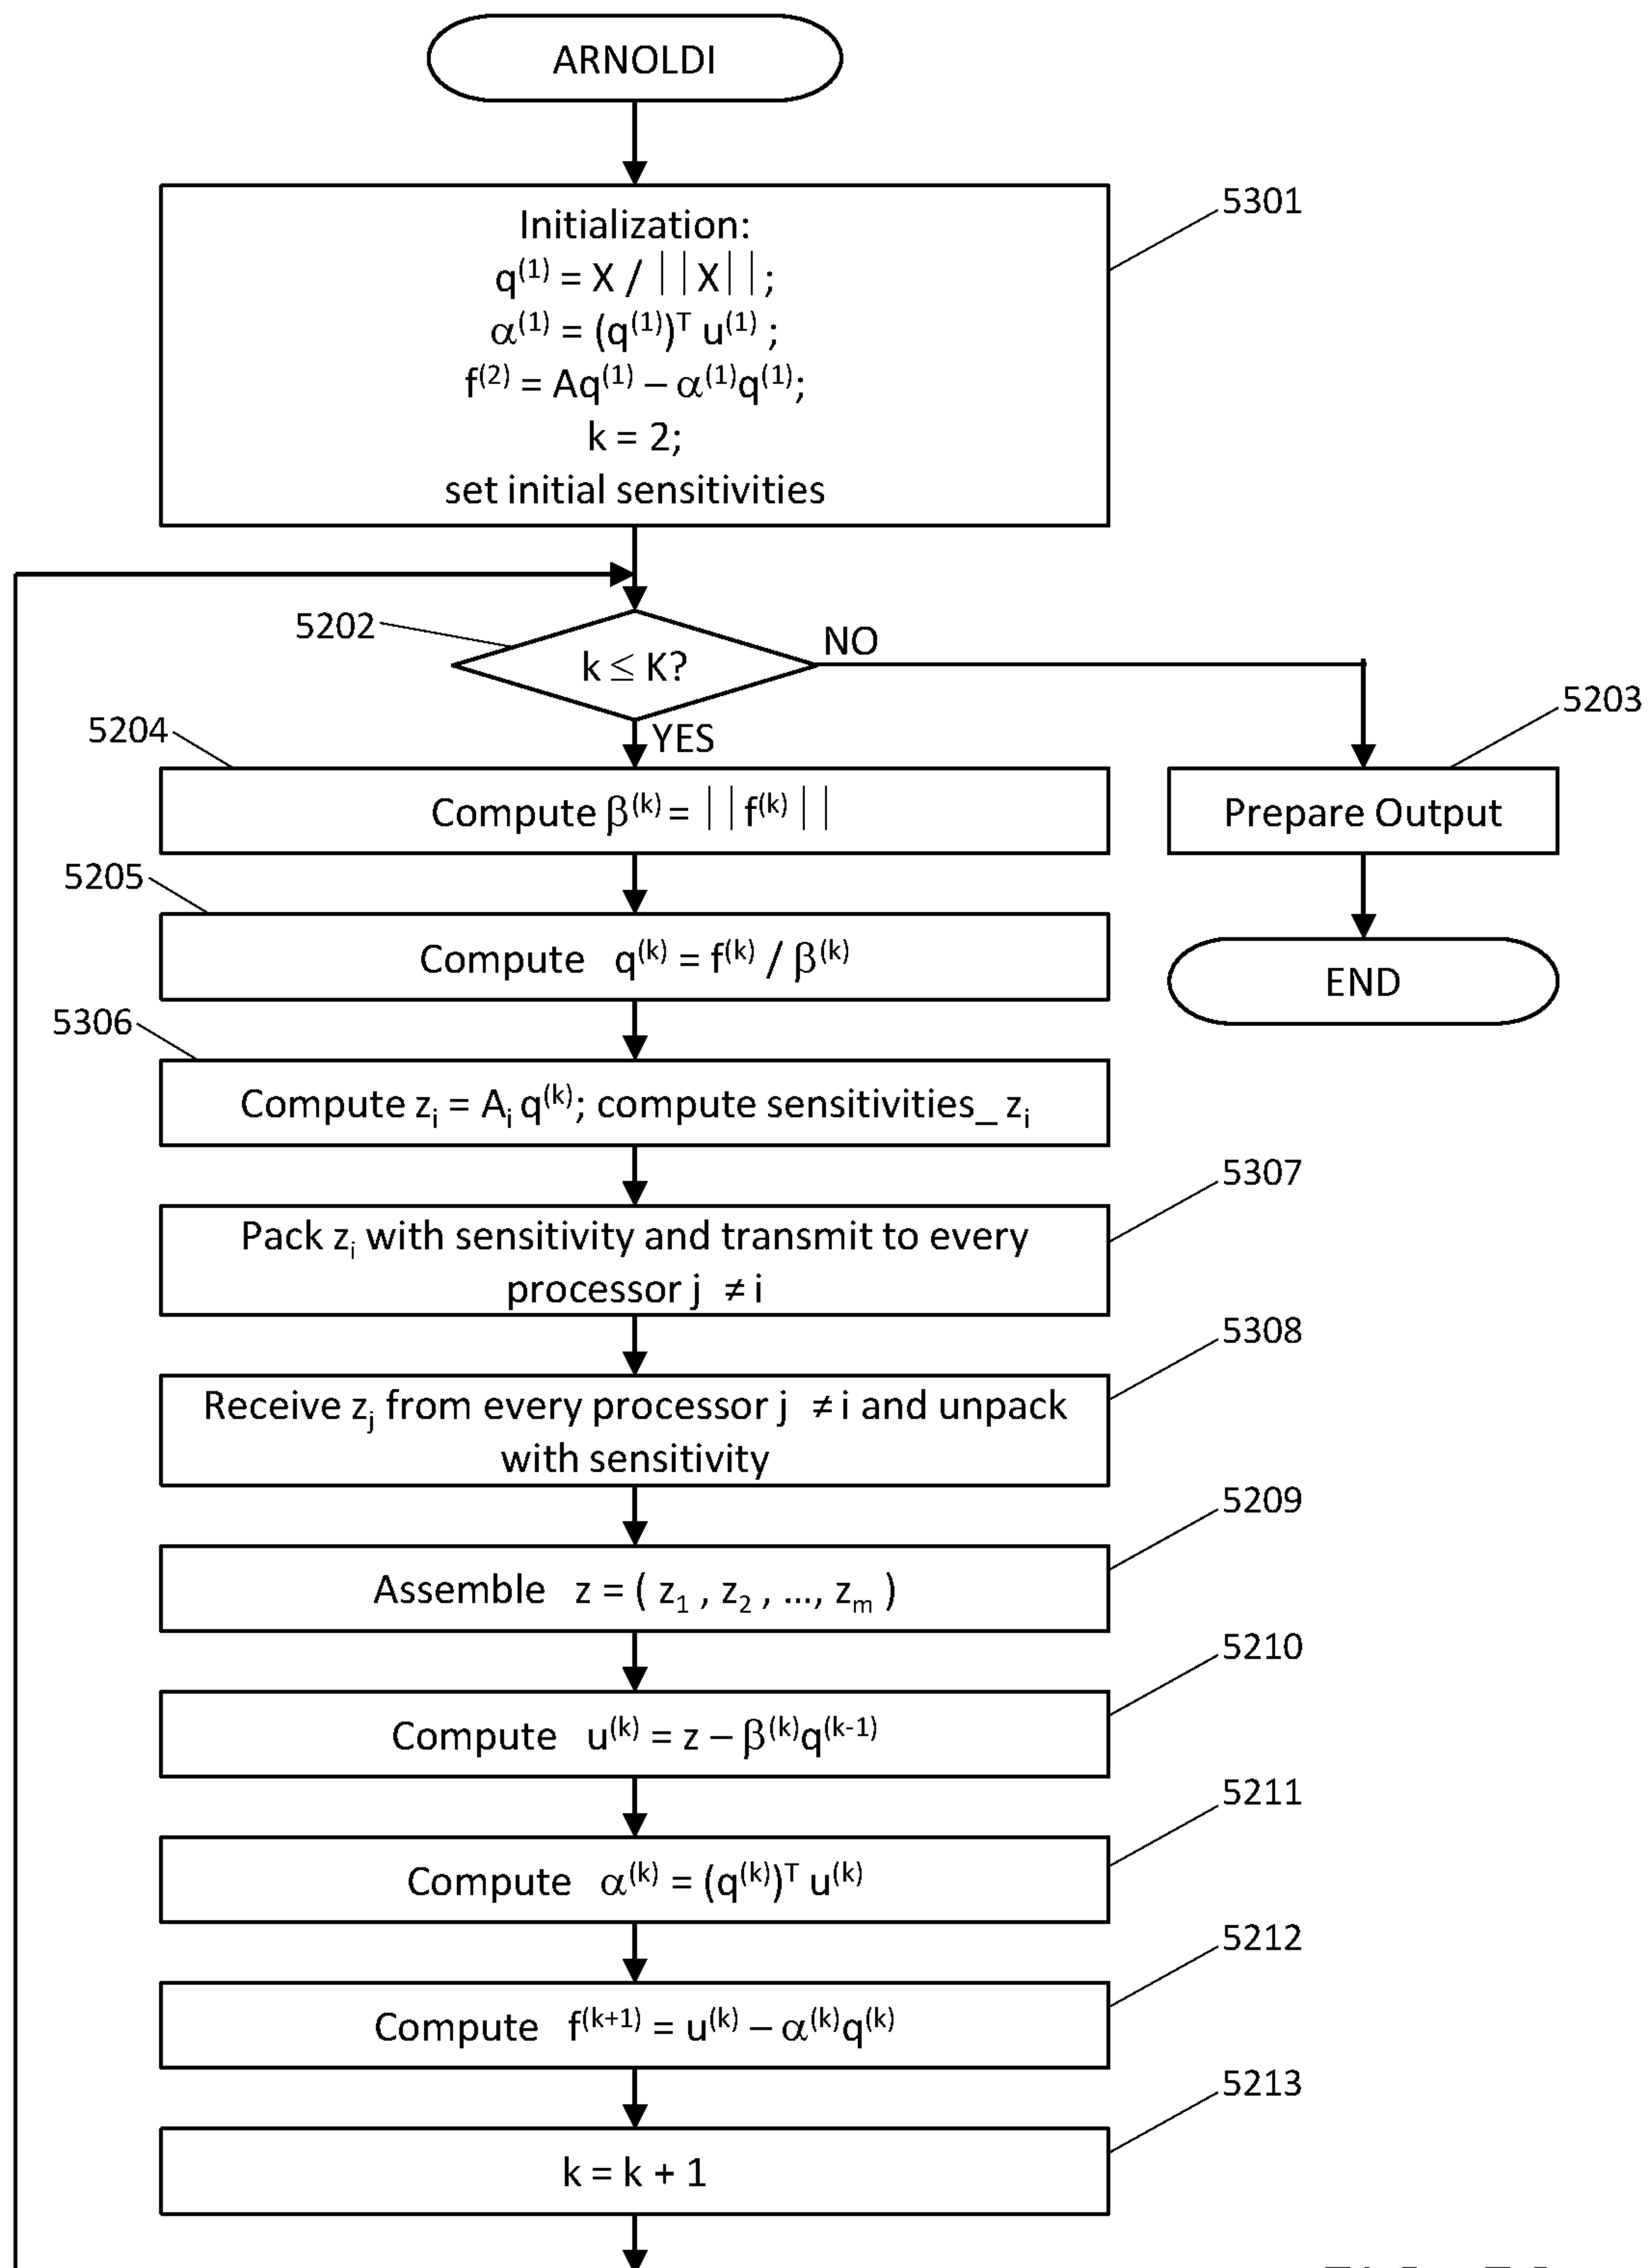 ARNOLDI
5301
Initialization:
q⁽¹⁾ = X / ||X||;
α⁽¹⁾ = (q⁽¹⁾)ᵀ u⁽¹⁾ ;
f⁽²⁾ = Aq⁽¹⁾ – α⁽¹⁾q⁽¹⁾;
k = 2;
set initial sensitivities
5202
k ≤ K?
NO
YES
5203
Prepare Output
END
5204
Compute β⁽ᵏ⁾ = ||f⁽ᵏ⁾||
5205
Compute q⁽ᵏ⁾ = f⁽ᵏ⁾ / β⁽ᵏ⁾
5306
Compute zᵢ = Aᵢ q⁽ᵏ⁾; compute sensitivities_ zᵢ
5307
Pack zᵢ with sensitivity and transmit to every
processor j ≠ i
5308
Receive zⱼ from every processor j ≠ i and unpack
with sensitivity
5209
Assemble z = ( z₁ , z₂ , ..., zₘ )
5210
Compute u⁽ᵏ⁾ = z – β⁽ᵏ⁾q⁽ᵏ⁻¹⁾
5211
Compute α⁽ᵏ⁾ = (q⁽ᵏ⁾)ᵀ u⁽ᵏ⁾
5212
Compute f⁽ᵏ⁺¹⁾ = u⁽ᵏ⁾ – α⁽ᵏ⁾q⁽ᵏ⁾
5213
k = k + 1